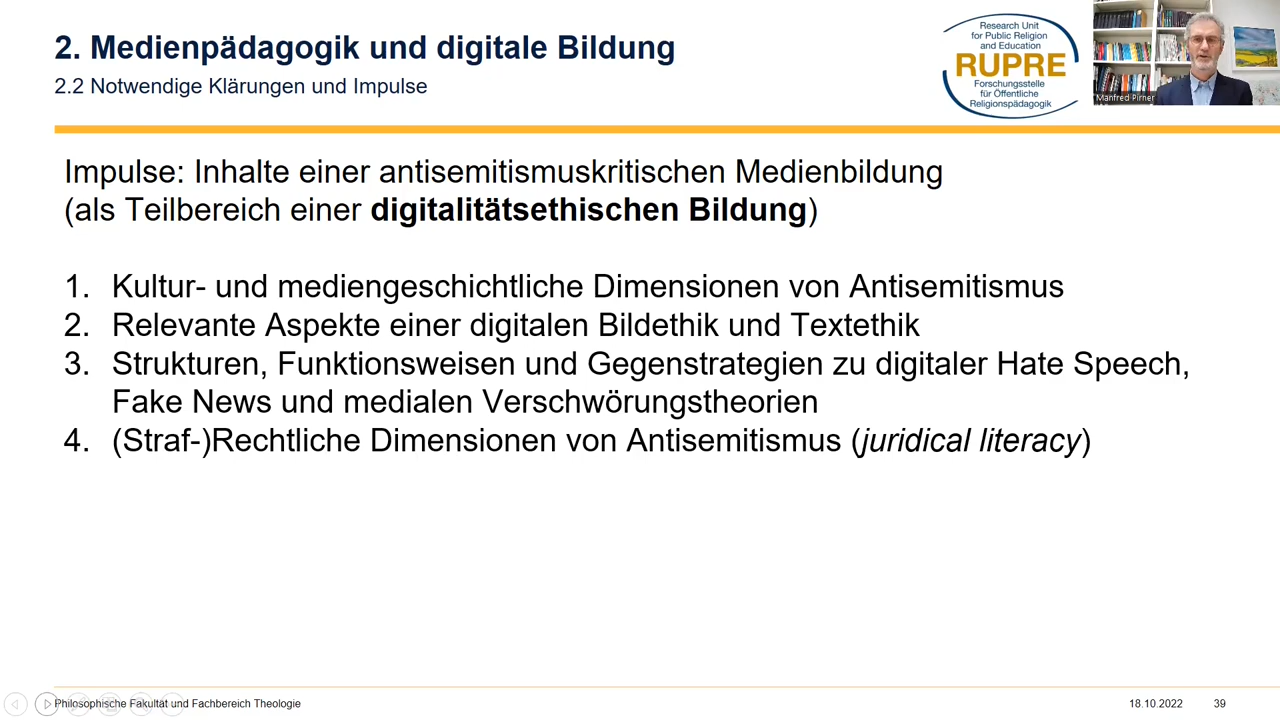 2. Medienpädagogik und digitale Bildung
2.2 Notwendige Klärungen und Impulse
Research Unit
for Public Religion
and Education
RUPRE
Forschungsstelle
für Öffentliche
Religionspädagogik
Manfred Pirner
Impulse: Inhalte einer antisemitismuskritischen Medienbildung
(als Teilbereich einer digitalitätsethischen Bildung)
1. Kultur- und mediengeschichtliche Dimensionen von Antisemitismus
2. Relevante Aspekte einer digitalen Bildethik und Textethik
3. Strukturen, Funktionsweisen und Gegenstrategien zu digitaler Hate Speech,
Fake News und medialen Verschwörungstheorien
4. (Straf-)Rechtliche Dimensionen von Antisemitismus (juridical literacy)
Philosophische Fakultät und Fachbereich Theologie
18.10.2022 39